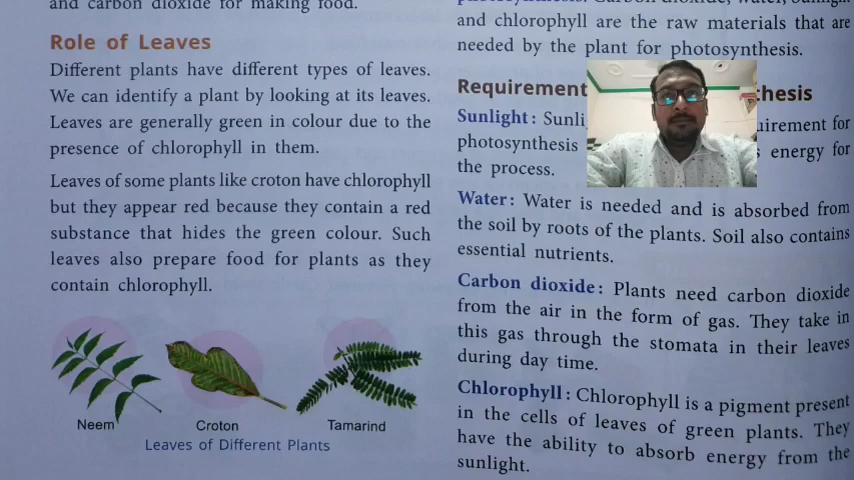 and carbon dioxide for making food.
Role of Leaves
Different plants have different types of leaves.
We can identify a plant by looking at its leaves.
Leaves are generally green in colour due to the
presence of chlorophyll in them.
Leaves of some plants like croton have chlorophyll
but they appear red because they contain a red
substance that hides the green colour. Such
leaves also prepare food for plants as they
contain chlorophyll.
Neem
Croton
Tamarind
Leaves of Different Plants
and chlorophyll are the raw materials that are
needed by the plant for photosynthesis.
Requirement
Sunlight:
photosynthesis energy for
the process.
Water: Water is needed and is absorbed from
the soil by roots of the plants. Soil also contains
essential nutrients.
Carbon dioxide: Plants need carbon dioxide
from the air in the form of gas. They take in
this gas through the stomata in their leaves
during day time.
Chlorophyll: Chlorophyll is a pigment present
in the cells of leaves of green plants. They
have the ability to absorb energy from the
sunlight.